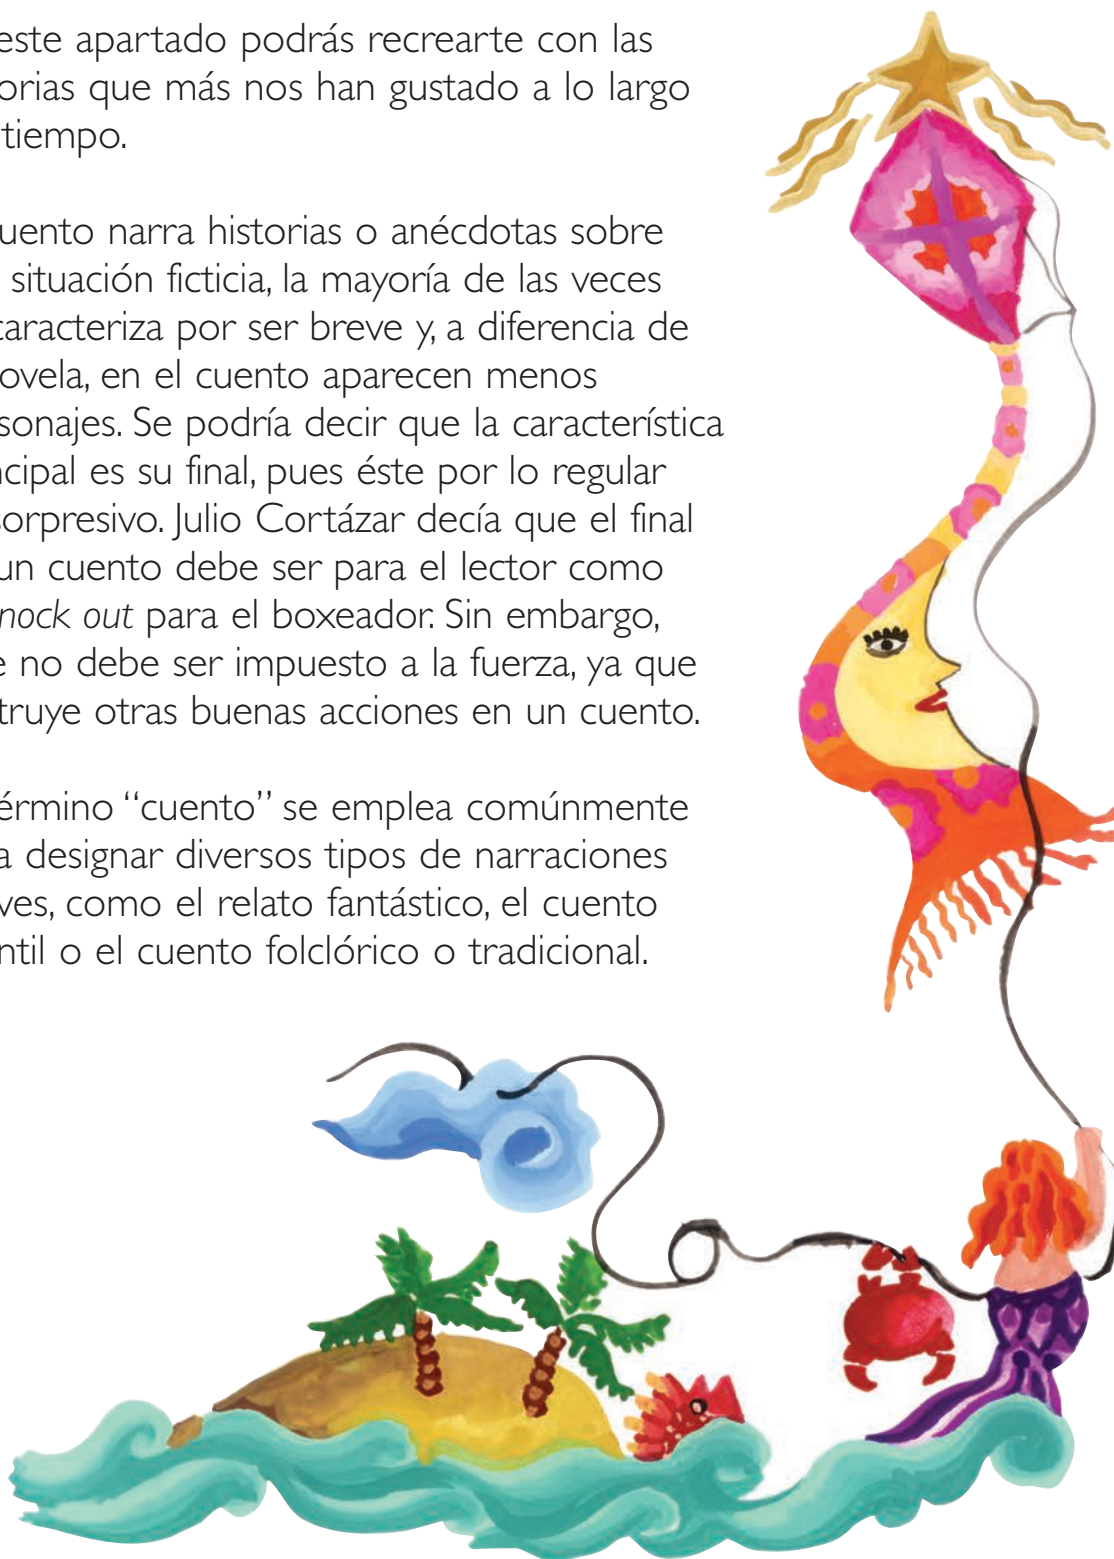 este apartado podrás recrearte con las
orias que más nos han gustado a lo largo
tiempo.
uento narra historias o anécdotas sobre
situación ficticia, la mayoría de las veces
caracteriza por ser breve y, a diferencia de
ovela, en el cuento aparecen menos
sonajes. Se podría decir que la característica
ncipal es su final, pues éste por lo regular
sorpresivo. Julio Cortázar decía que el final
un cuento debe ser para el lector como
nock out para el boxeador. Sin embargo,
e no debe ser impuesto a la fuerza, ya que
truye otras buenas acciones en un cuento.
érmino “cuento” se emplea comúnmente
a designar diversos tipos de narraciones
ves, como el relato fantástico, el cuento
ntil o el cuento folclórico o tradicional.